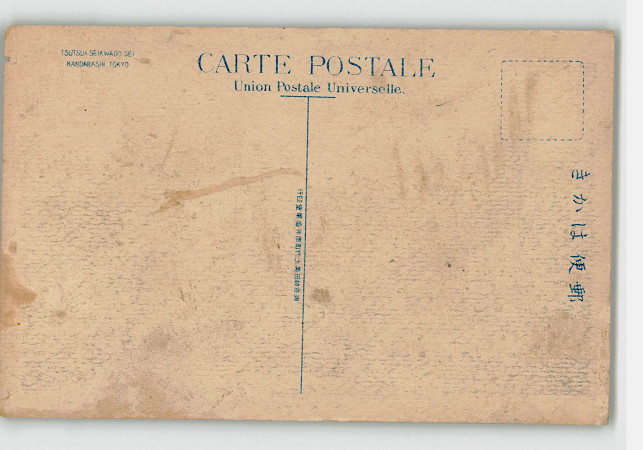 TSUTSUI-SEIKWADO SEI
KANDABASHI, TOKYO
CARTE POSTALE
Union Postale Universelle.
きかは便郵